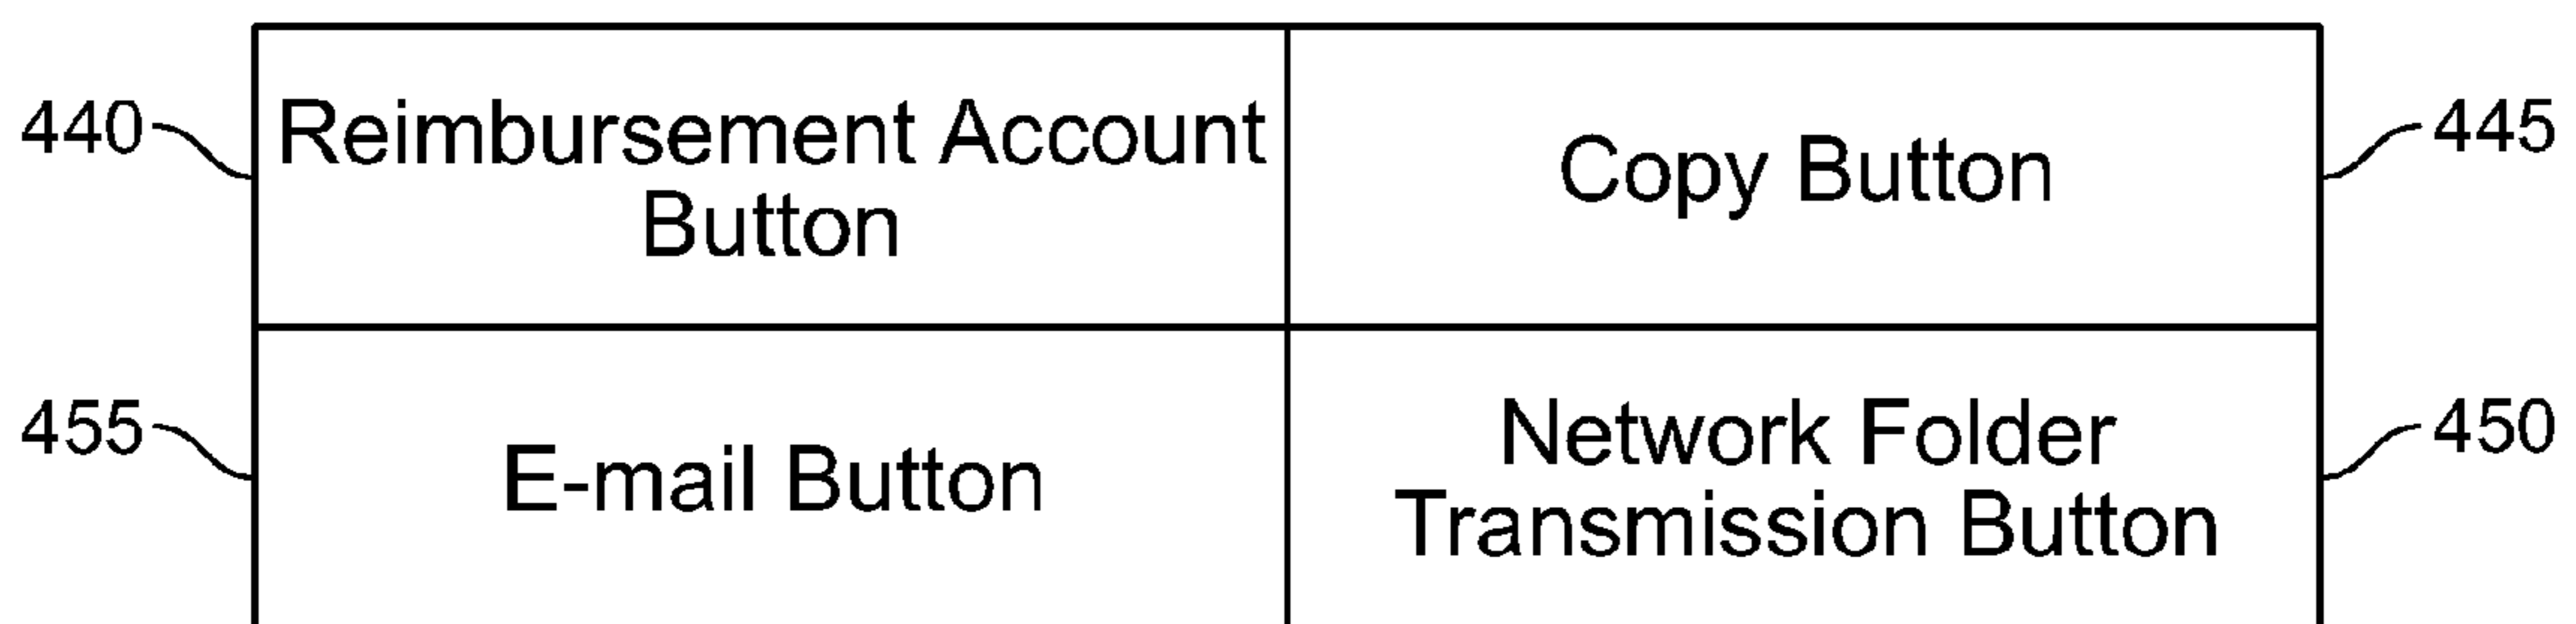 440
Reimbursement Account
Button
Copy Button
445
455
E-mail Button
Network Folder
Transmission Button
450